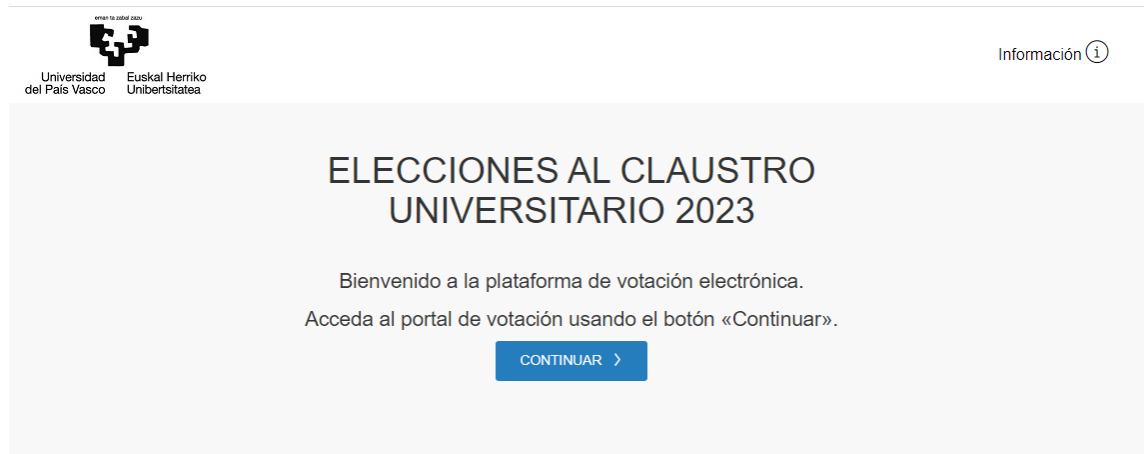 eman ta zabal zazu
Universidad
del País Vasco
Euskal Herriko
Unibertsitatea
Información i
ELECCIONES AL CLAUSTRO
UNIVERSITARIO 2023
Bienvenido a la plataforma de votación electrónica.
Acceda al portal de votación usando el botón «Continuar».
CONTINUAR